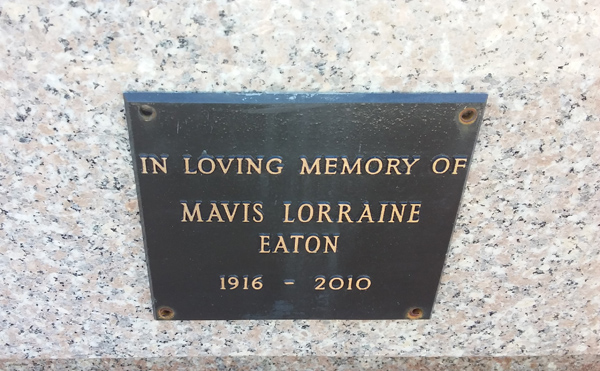 IN LOVING MEMORY OF
MAVIS LORRAINE
EATON
1916 - 2010